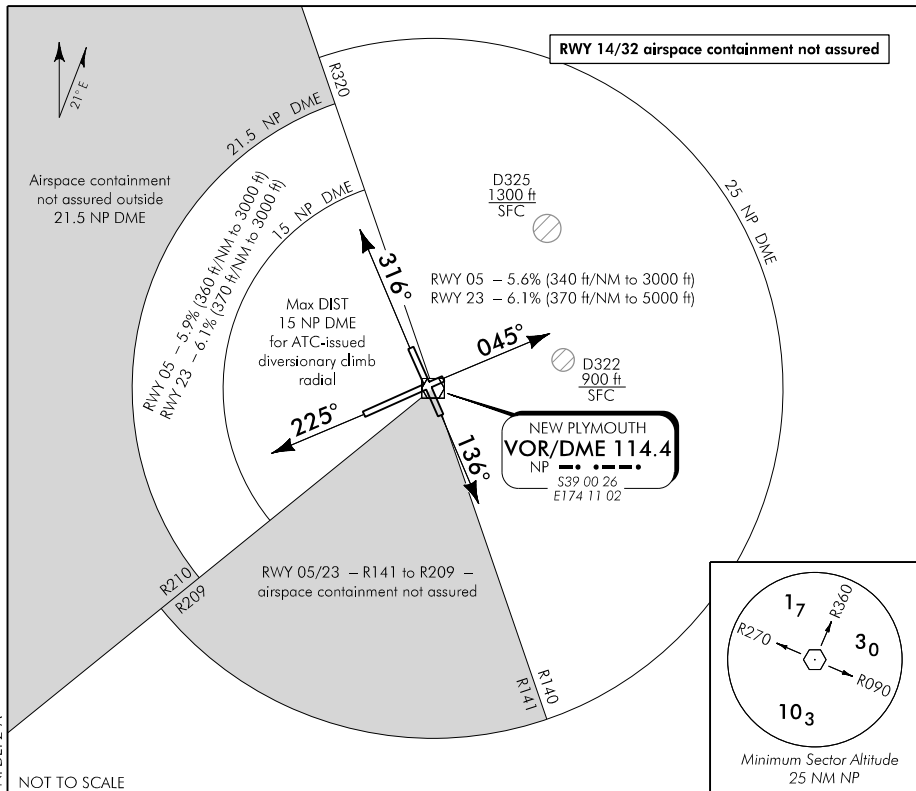 RWY 14/32 airspace containment not assured
21° E
R320
21.5 NP DME
Airspace containment
not assured outside
21.5 NP DME
15 NP DME
25 NP DME
D325
1300 ft
SFC
RWY 05 – 5.9% (360 ft/NM to 3000 ft)
RWY 23 – 6.1% (370 ft/NM to 3000 ft)
316°
RWY 05 – 5.6% (340 ft/NM to 3000 ft)
RWY 23 – 6.1% (370 ft/NM to 5000 ft)
Max DIST
15 NP DME
for ATC-issued
diversionary climb
radial
045°
D322
900 ft
SFC
225°
136°
NEW PLYMOUTH
VOR/DME 114.4
NP
S39 00 26
E174 11 02
R210
R209
RWY 05/23 – R141 to R209 –
airspace containment not assured
R140
R141
17
R360
R270
30
R090
103
Minimum Sector Altitude
25 NM NP
NOT TO SCALE